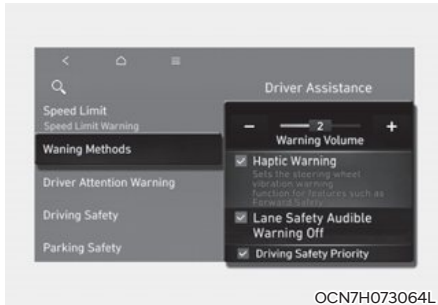 Driver Assistance
Speed Limit
Speed Limit Warning
Waning Methods
Driver Attention Warning
Driving Safety
Parking Safety
− 2 +
Warning Volume
Haptic Warning
Sets the steering wheel
vibration warning
function for features such as
Forward Safety
Lane Safety Audible
Warning Off
Driving Safety Priority
OCN7H073064L